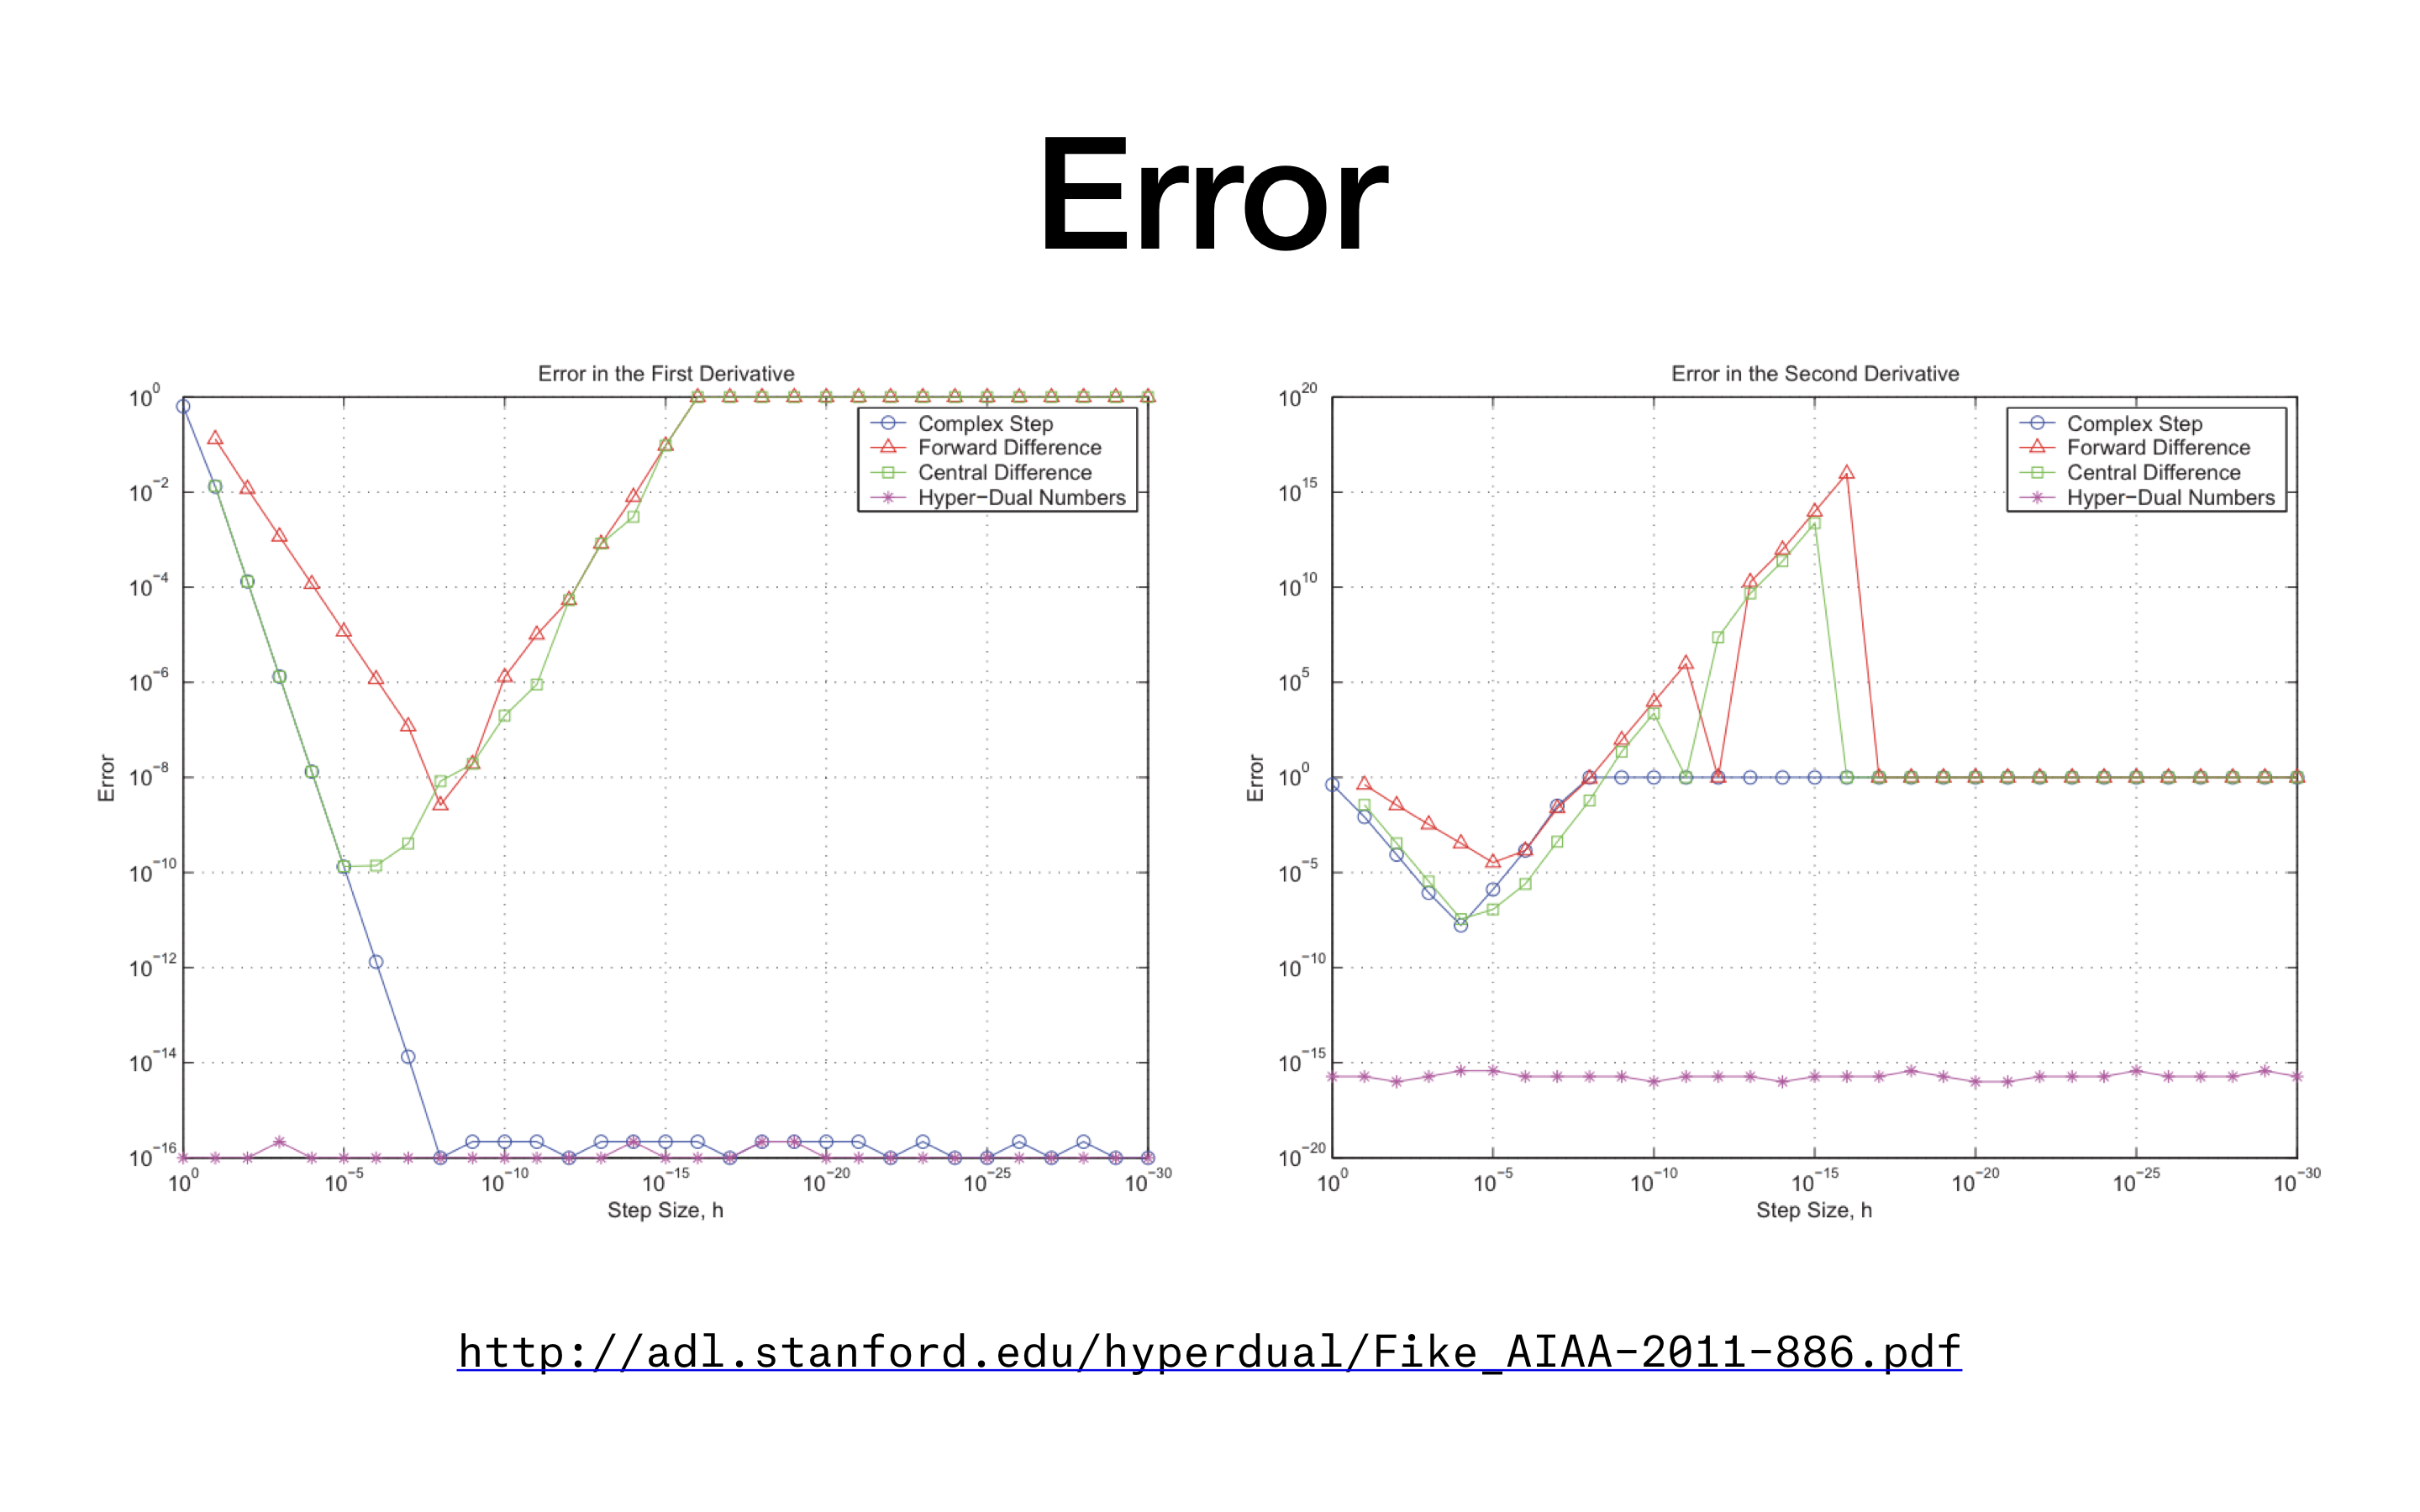 Error
Error in the First Derivative
10^0
10^-2
10^-4
10^-6
10^-8
10^-10
10^-12
10^-14
10^-16
Error
Complex Step
Forward Difference
Central Difference
Hyper-Dual Numbers
10^0 10^-5 10^-10 10^-15 10^-20 10^-25 10^-30
Step Size, h
Error in the Second Derivative
10^20
10^15
10^10
10^5
10^0
10^-5
10^-10
10^-15
10^-20
Error
Complex Step
Forward Difference
Central Difference
Hyper-Dual Numbers
10^0 10^-5 10^-10 10^-15 10^-20 10^-25 10^-30
Step Size, h
http://adl.stanford.edu/hyperdual/Fike_AIAA-2011-886.pdf